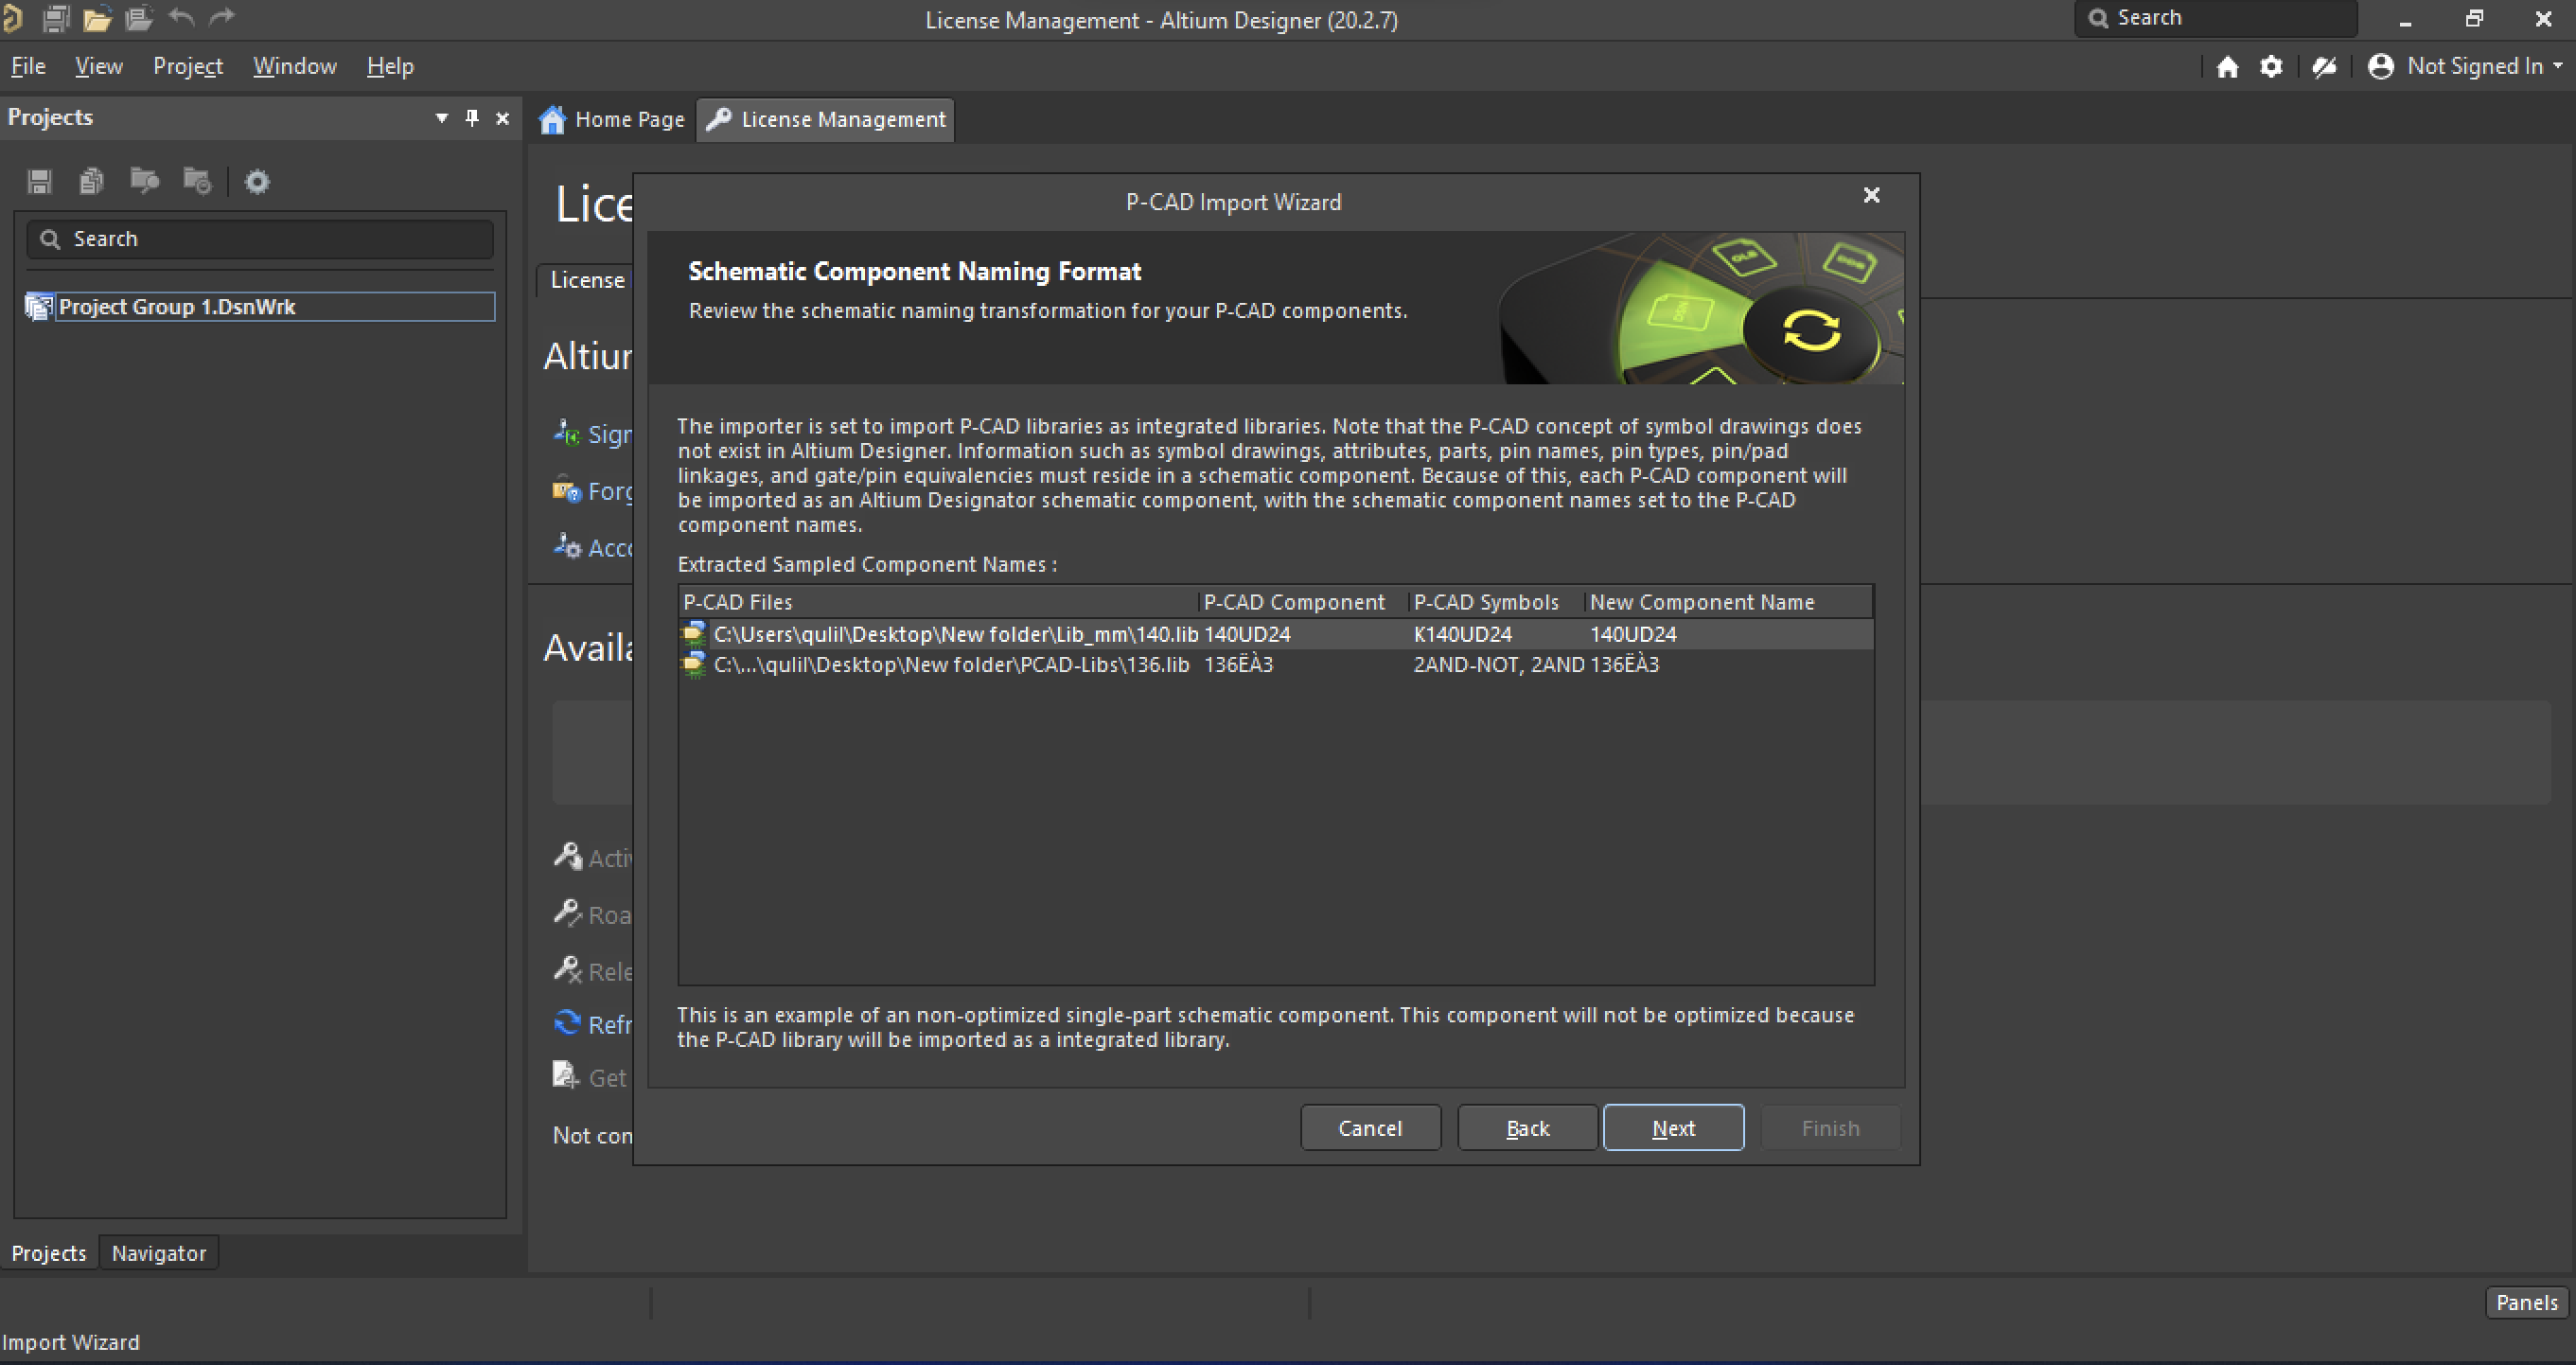 License Management - Altium Designer (20.2.7)
Search
File View Project Window Help
Not Signed In
Projects
Home Page
License Management
Search
Project Group 1.DsnWrk
Lice
License
Altiur
Sigr
Forg
Acco
Availa
Activ
Roa
Rele
Refr
Get
Not con
P-CAD Import Wizard
Schematic Component Naming Format
Review the schematic naming transformation for your P-CAD components.
The importer is set to import P-CAD libraries as integrated libraries. Note that the P-CAD concept of symbol drawings does
not exist in Altium Designer. Information such as symbol drawings, attributes, parts, pin names, pin types, pin/pad
linkages, and gate/pin equivalencies must reside in a schematic component. Because of this, each P-CAD component will
be imported as an Altium Designator schematic component, with the schematic component names set to the P-CAD
component names.
Extracted Sampled Component Names :
P-CAD Files P-CAD Component P-CAD Symbols New Component Name
C:\Users\qulil\Desktop\New folder\Lib_mm\140.lib 140UD24 K140UD24 140UD24
C:\...\qulil\Desktop\New folder\PCAD-Libs\136.lib 136ËÀ3 2AND-NOT, 2AND 136ËÀ3
This is an example of an non-optimized single-part schematic component. This component will not be optimized because
the P-CAD library will be imported as a integrated library.
Cancel Back Next Finish
Projects Navigator
Panels
Import Wizard